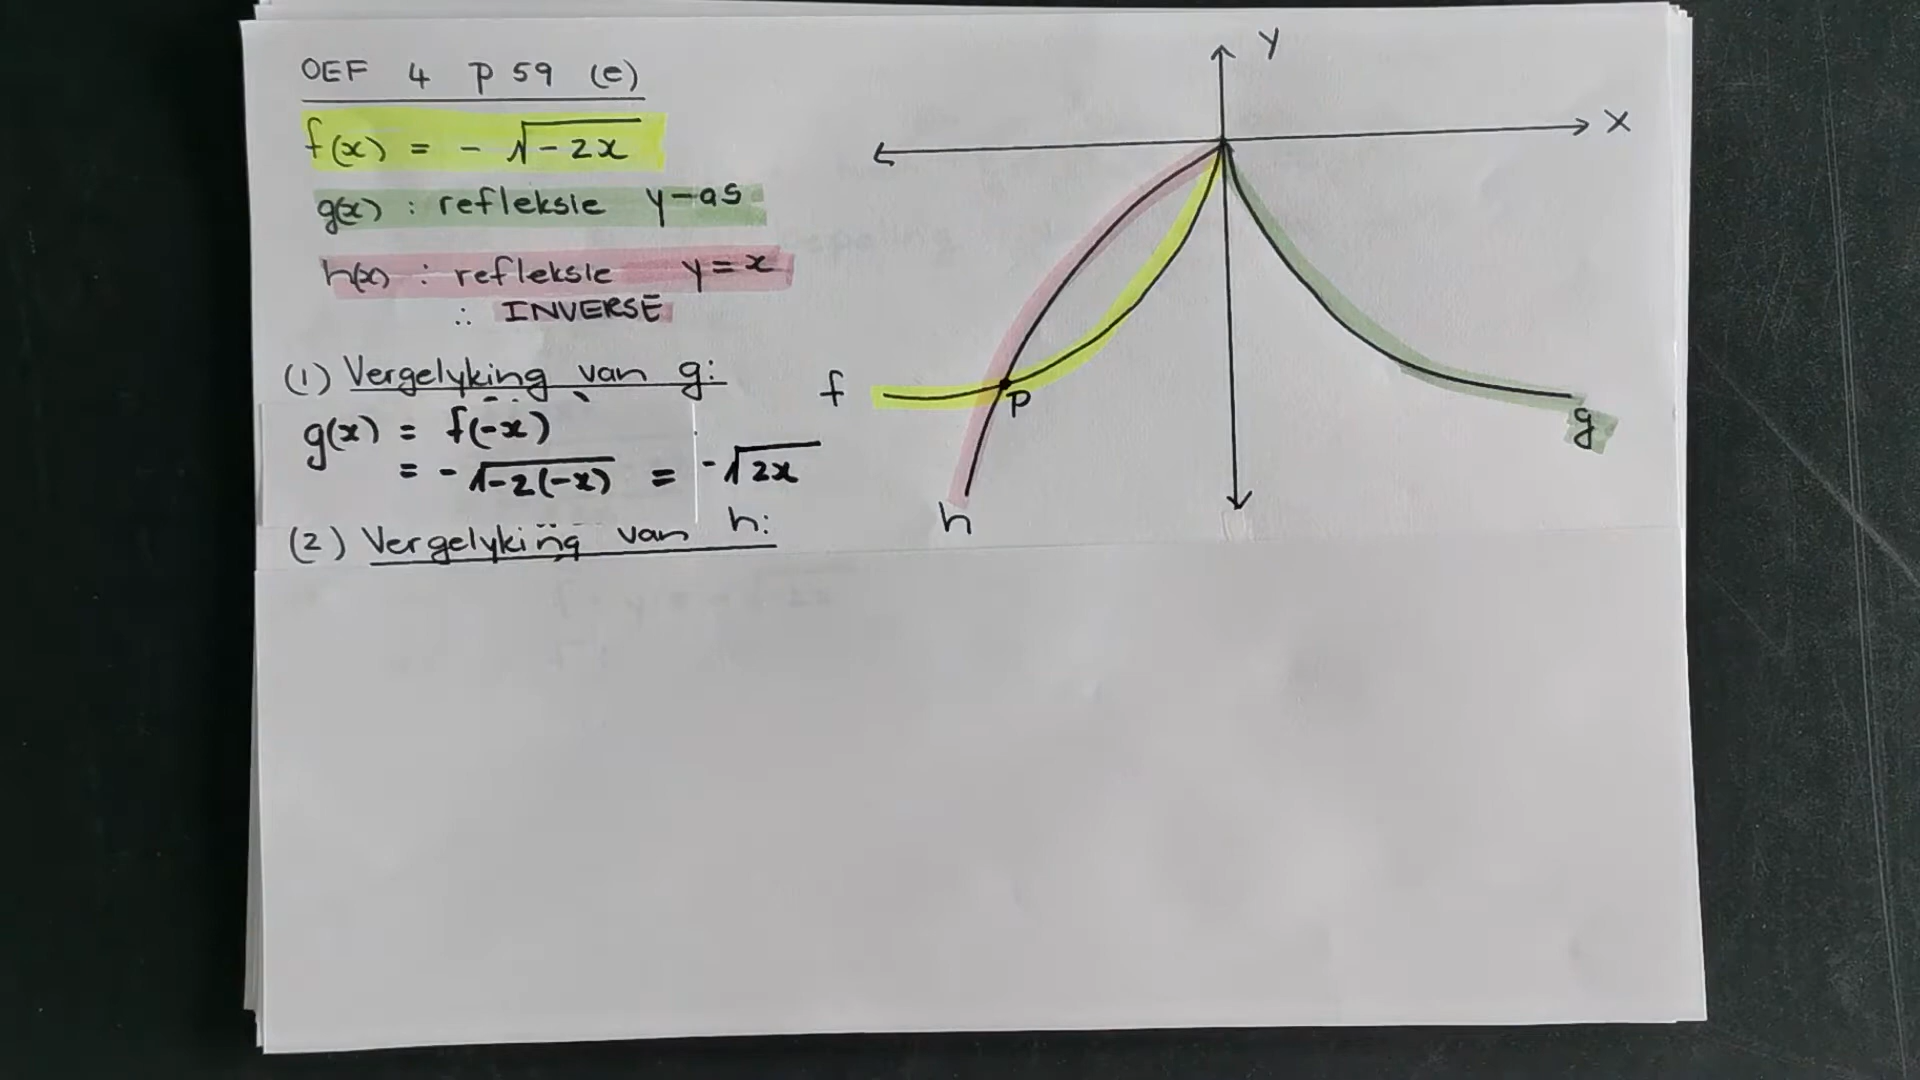 OEF 4 p 59 (e)
f(x) = - √-2x
g(x) : refleksie y-as
h(x) : refleksie y = x
∴ INVERSE
(1) Vergelyking van g:
g(x) = f(-x)
= -√-2(-x) = -√2x
(2) Vergelyking van h:
y
x
f
p
g
h